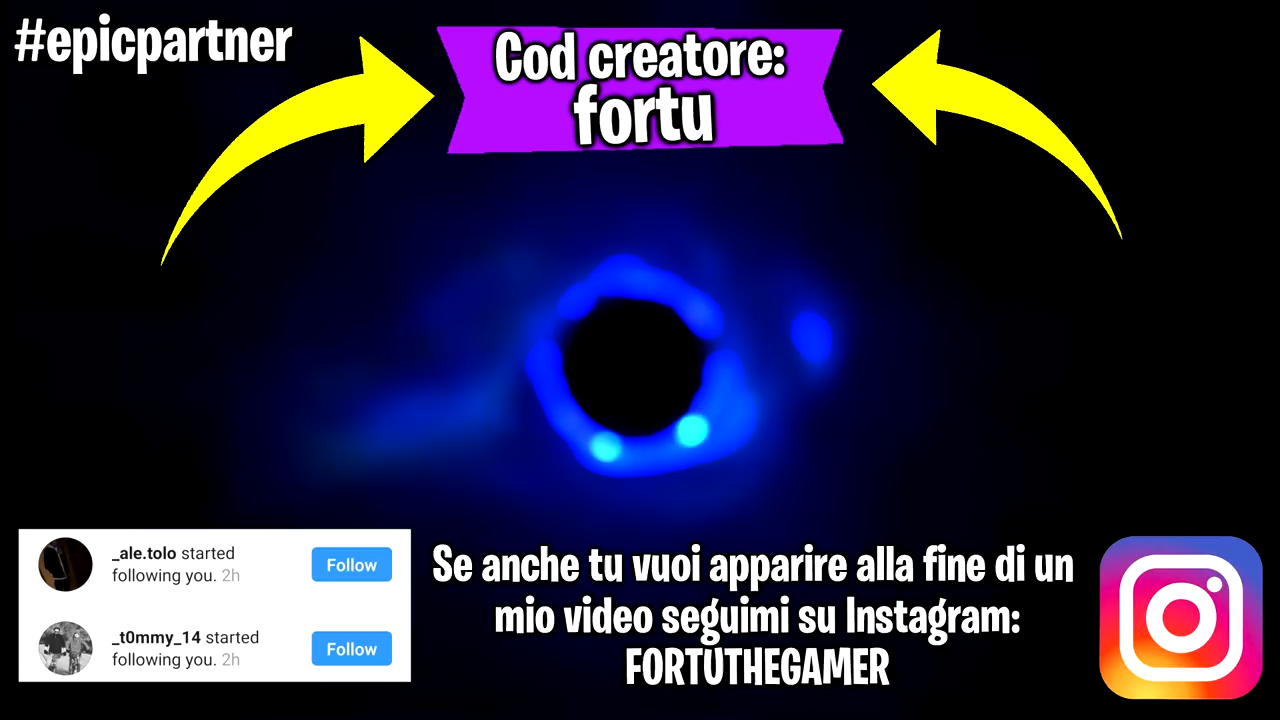 #epicpartner
Cod creatore:
fortu
_ale.tolo started
following you. 2h
Follow
_t0mmy_14 started
following you. 2h
Follow
Se anche tu vuoi apparire alla fine di un
mio video seguimi su Instagram:
FORTUTHEGAMER